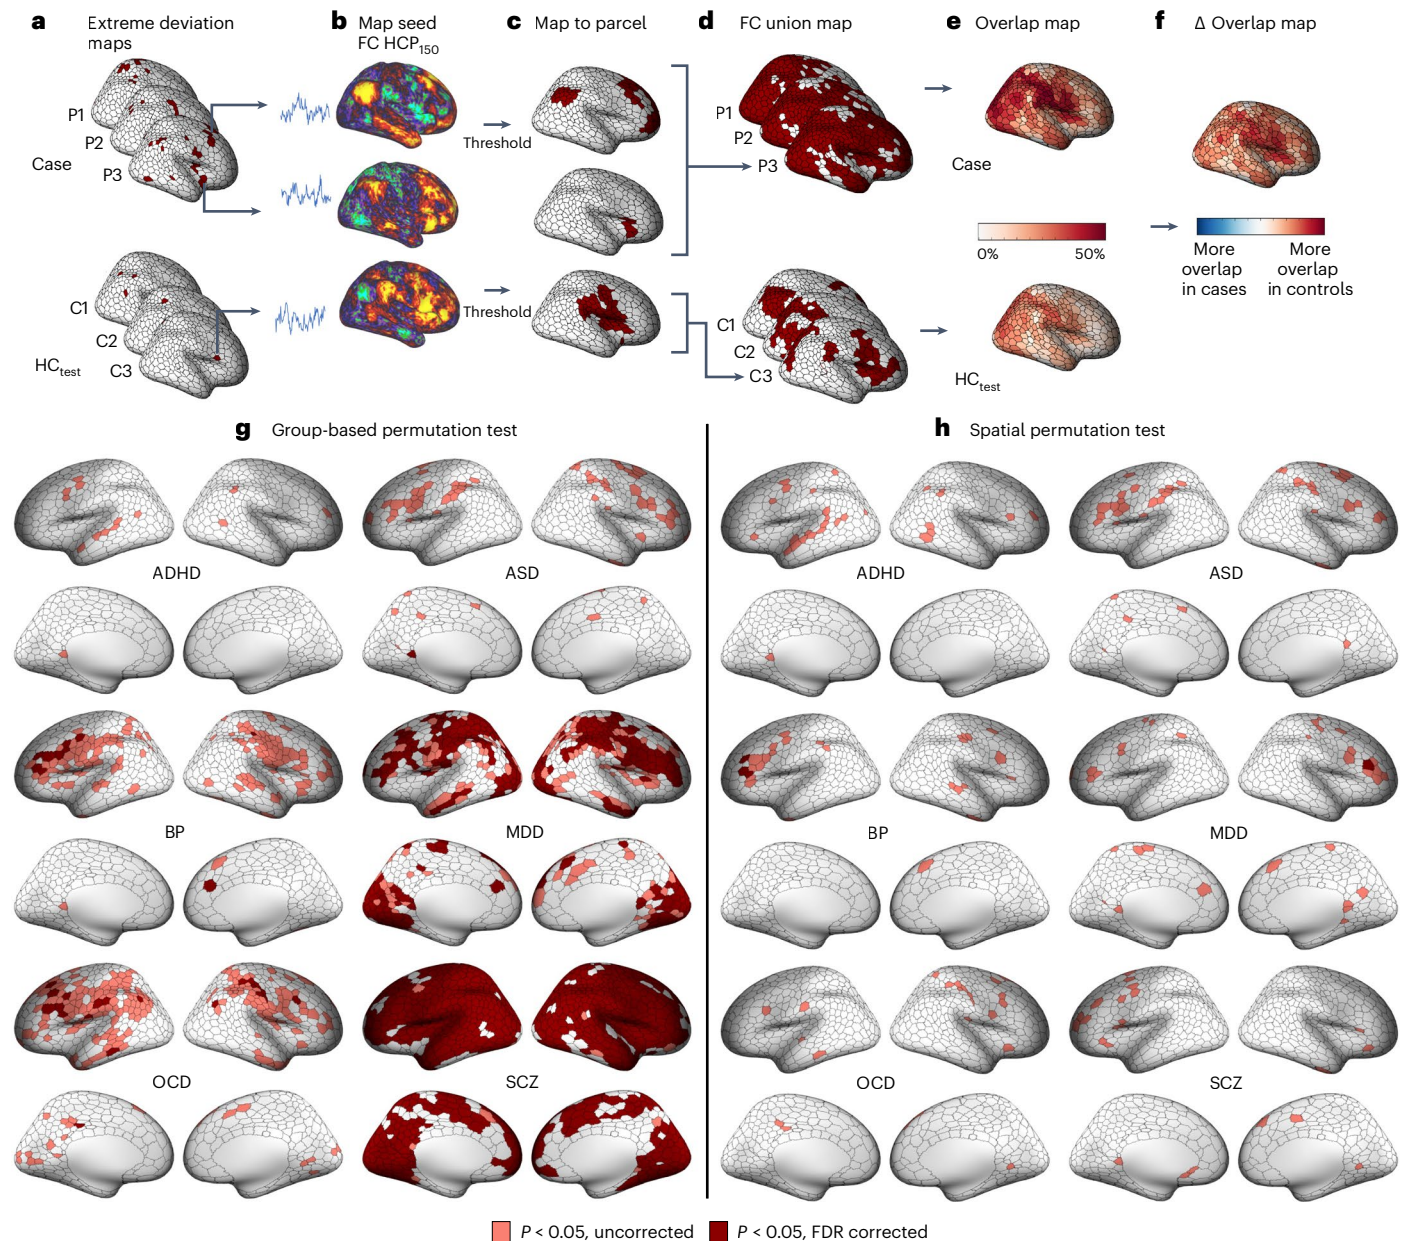 a Extreme deviation maps
b Map seed FC HCP150
c Map to parcel
d FC union map
e Overlap map
f Δ Overlap map
P1
P2
P3
Case
C1
C2
C3
HCtest
Threshold
Threshold
P1
P2
P3
C1
C2
C3
Case
0% 50%
HCtest
More overlap in cases
More overlap in controls
g Group-based permutation test
h Spatial permutation test
ADHD ASD
ADHD ASD
BP MDD
BP MDD
OCD SCZ
OCD SCZ
P < 0.05, uncorrected P < 0.05, FDR corrected